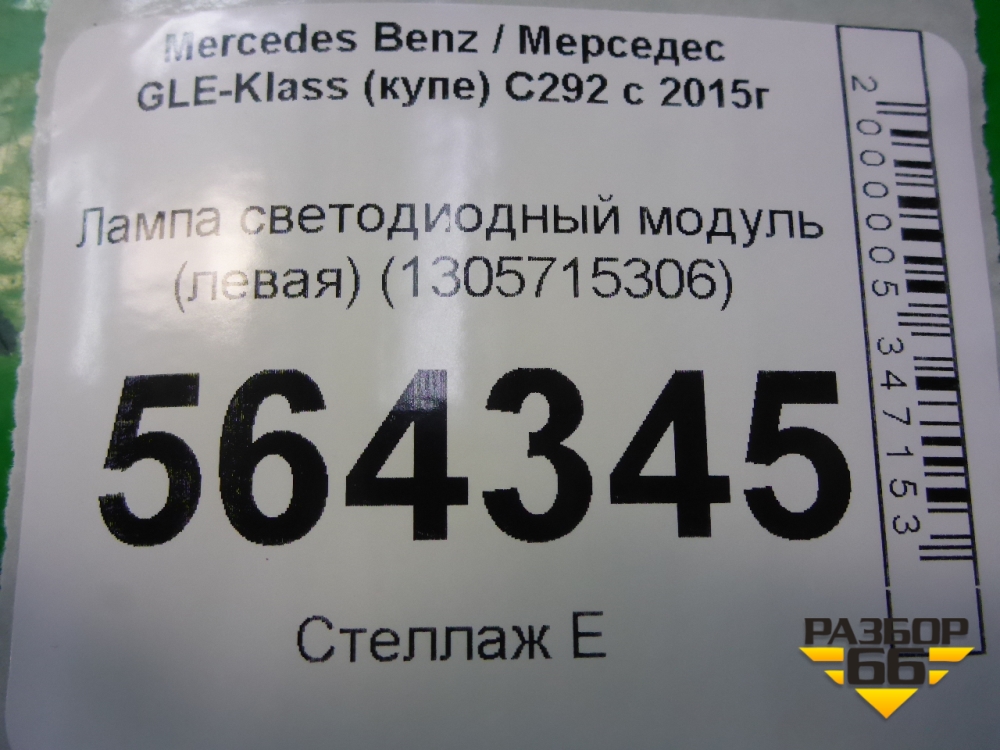 Mercedes Benz / Мерседес
GLE-Klass (купе) C292 с 2015г
Лампа светодиодный модуль
(левая) (1305715306)
564345
Стеллаж Е
2000005347153
РАЗБОР
66